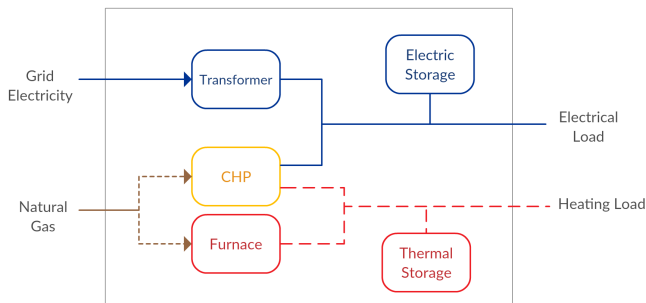 Grid
Electricity
Transformer
Electric
Storage
Electrical
Load
Natural
Gas
CHP
Furnace
Heating Load
Thermal
Storage